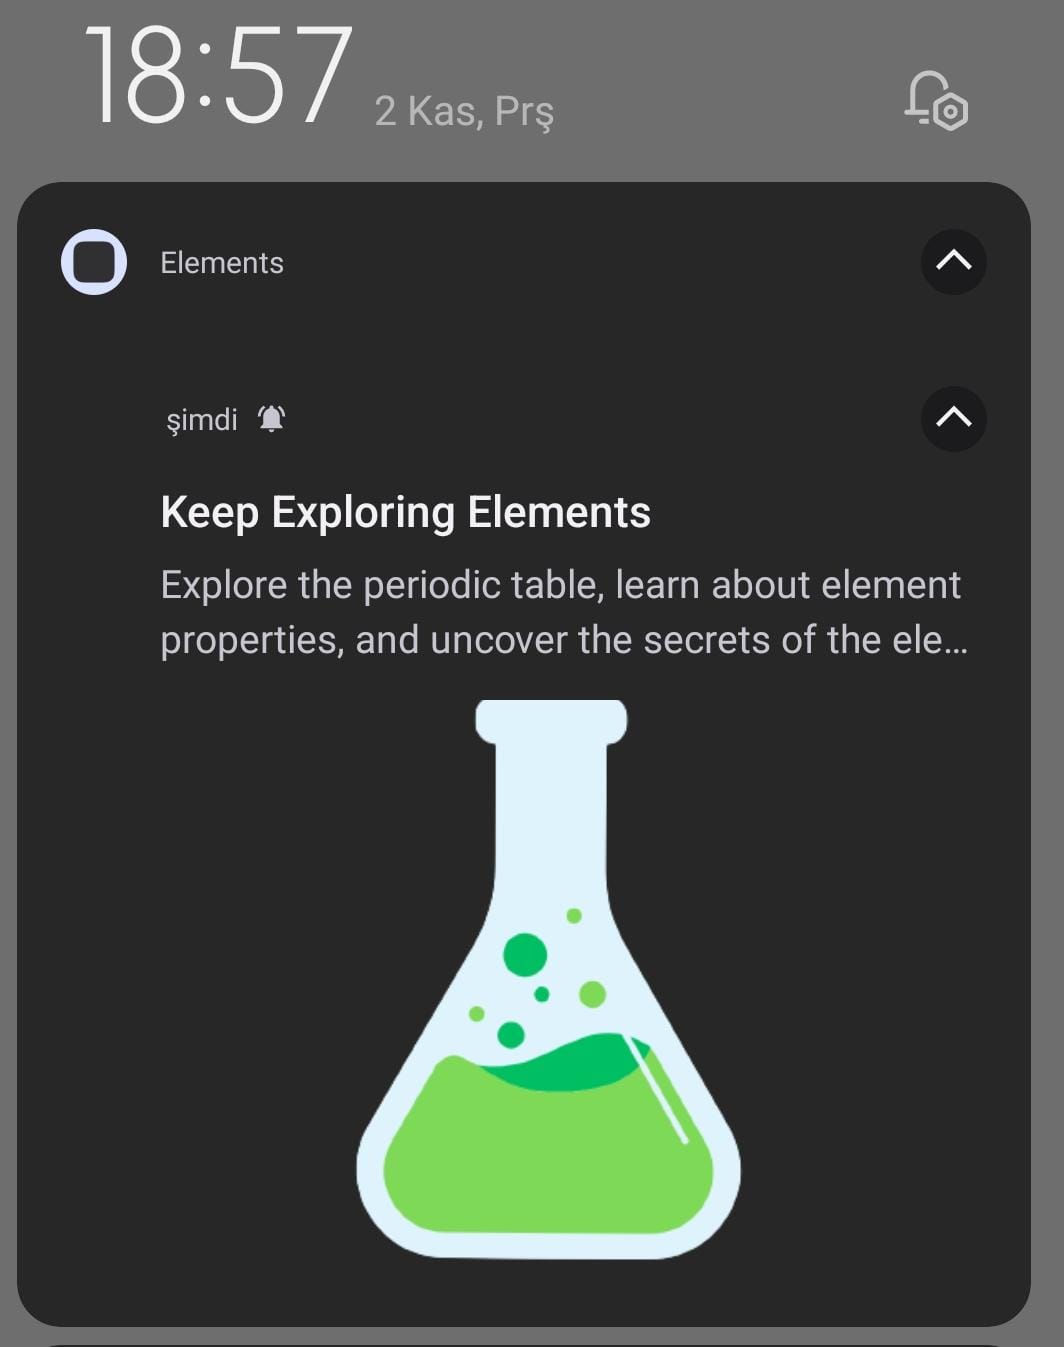 18:57 2 Kas, Prş
Elements
şimdi
Keep Exploring Elements
Explore the periodic table, learn about element
properties, and uncover the secrets of the ele...